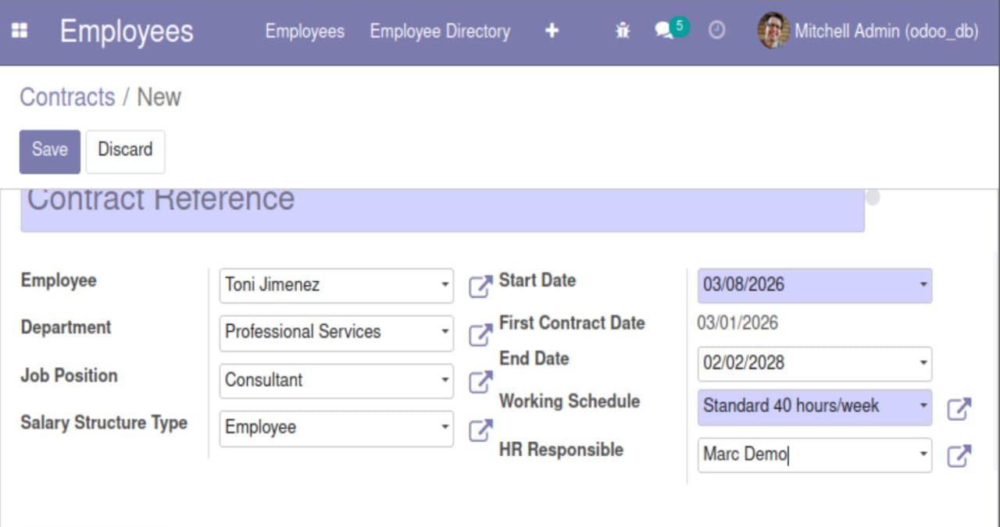 Employees Employees Employee Directory + 5 Mitchell Admin (odoo_db)
Contracts / New
Save Discard
Contract Reference
Employee Toni Jimenez Start Date 03/08/2026
Department Professional Services First Contract Date 03/01/2026
End Date 02/02/2028
Job Position Consultant Working Schedule Standard 40 hours/week
Salary Structure Type Employee HR Responsible Marc Demo